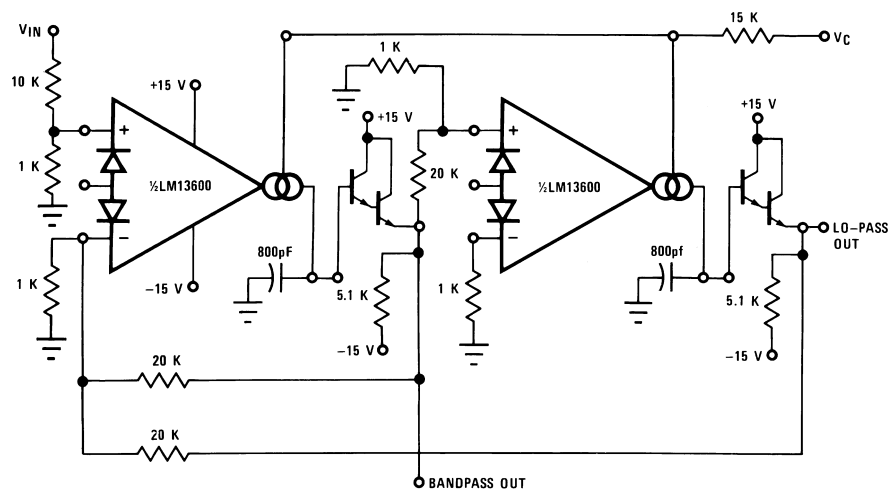 VIN
10 K
1 K
+15 V
+
½LM13600
−
−15 V
1 K
800pF
+15 V
5.1 K
−15 V
20 K
20 K
BANDPASS OUT
1 K
20 K
+
½LM13600
−
1 K
15 K
VC
800pf
+15 V
LO–PASS
OUT
5.1 K
−15 V